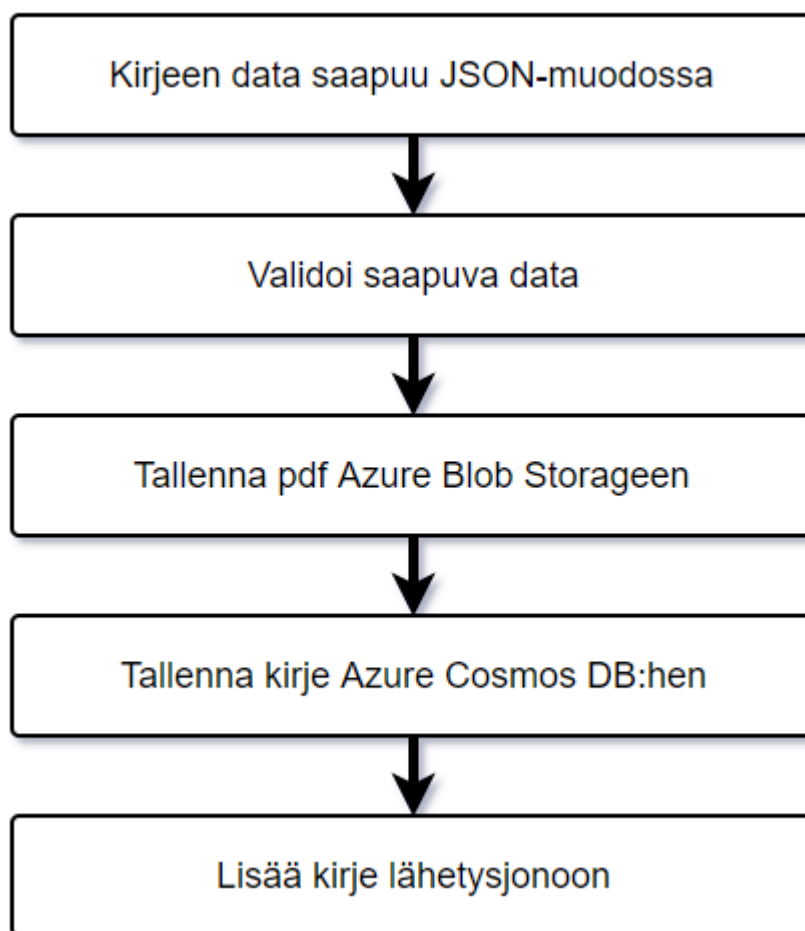 Kirjeen data saapuu JSON-muodossa
Validoi saapuva data
Tallenna pdf Azure Blob Storageen
Tallenna kirje Azure Cosmos DB:hen
Lisää kirje lähetysjonoon